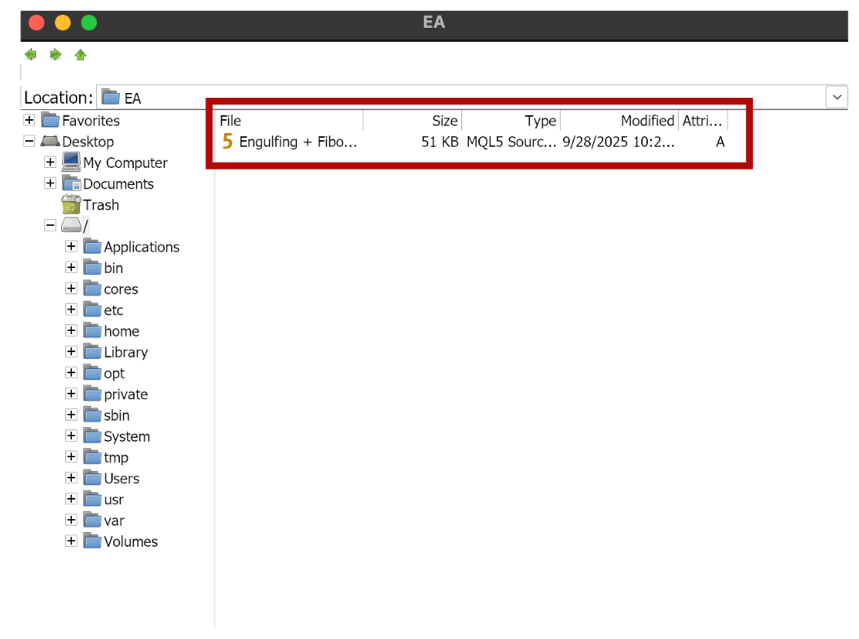 EA
Location: EA
Favorites
Desktop
My Computer
Documents
Trash
/
Applications
bin
cores
etc
home
Library
opt
private
sbin
System
tmp
Users
usr
var
Volumes
File Size Type Modified Attri...
5 Engulfing + Fibo... 51 KB MQL5 Sourc... 9/28/2025 10:2... A